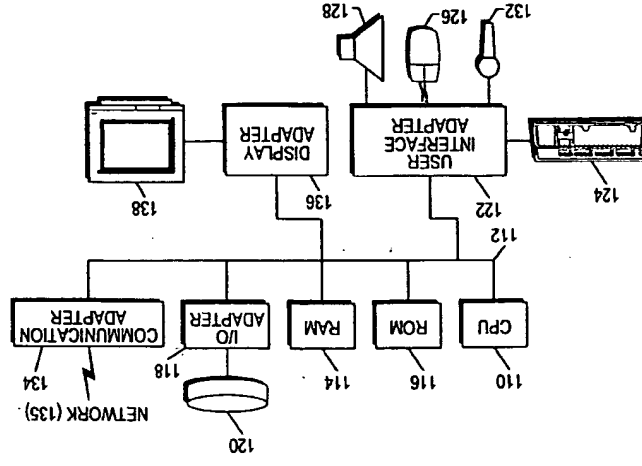 120
NETWORK (135)
110
116
114
118
134
CPU
ROM
RAM
I/O
ADAPTER
COMMUNICATION
ADAPTER
112
124
122
136
138
USER
INTERFACE
ADAPTER
DISPLAY
ADAPTER
132
126
128